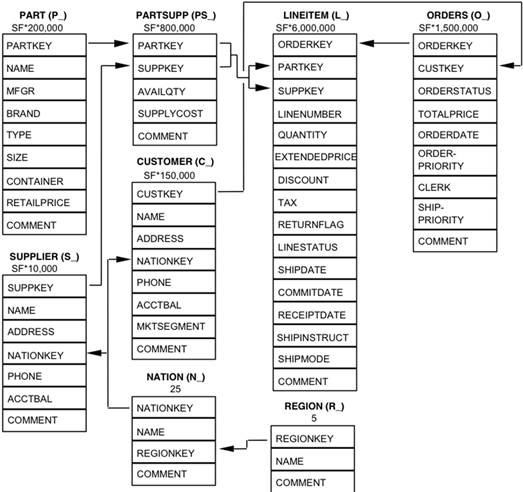 PART (P_)
SF*200,000
PARTKEY
NAME
MFGR
BRAND
TYPE
SIZE
CONTAINER
RETAILPRICE
COMMENT
SUPPLIER (S_)
SF*10,000
SUPPKEY
NAME
ADDRESS
NATIONKEY
PHONE
ACCTBAL
COMMENT
PARTSUPP (PS_)
SF*800,000
PARTKEY
SUPPKEY
AVAILQTY
SUPPLYCOST
COMMENT
CUSTOMER (C_)
SF*150,000
CUSTKEY
NAME
ADDRESS
NATIONKEY
PHONE
ACCTBAL
MKTSEGMENT
COMMENT
NATION (N_)
25
NATIONKEY
NAME
REGIONKEY
COMMENT
LINEITEM (L_)
SF*6,000,000
ORDERKEY
PARTKEY
SUPPKEY
LINENUMBER
QUANTITY
EXTENDEDPRICE
DISCOUNT
TAX
RETURNFLAG
LINESTATUS
SHIPDATE
COMMITDATE
RECEIPTDATE
SHIPINSTRUCT
SHIPMODE
COMMENT
REGION (R_)
5
REGIONKEY
NAME
COMMENT
ORDERS (O_)
SF*1,500,000
ORDERKEY
CUSTKEY
ORDERSTATUS
TOTALPRICE
ORDERDATE
ORDER-
PRIORITY
CLERK
SHIP-
PRIORITY
COMMENT